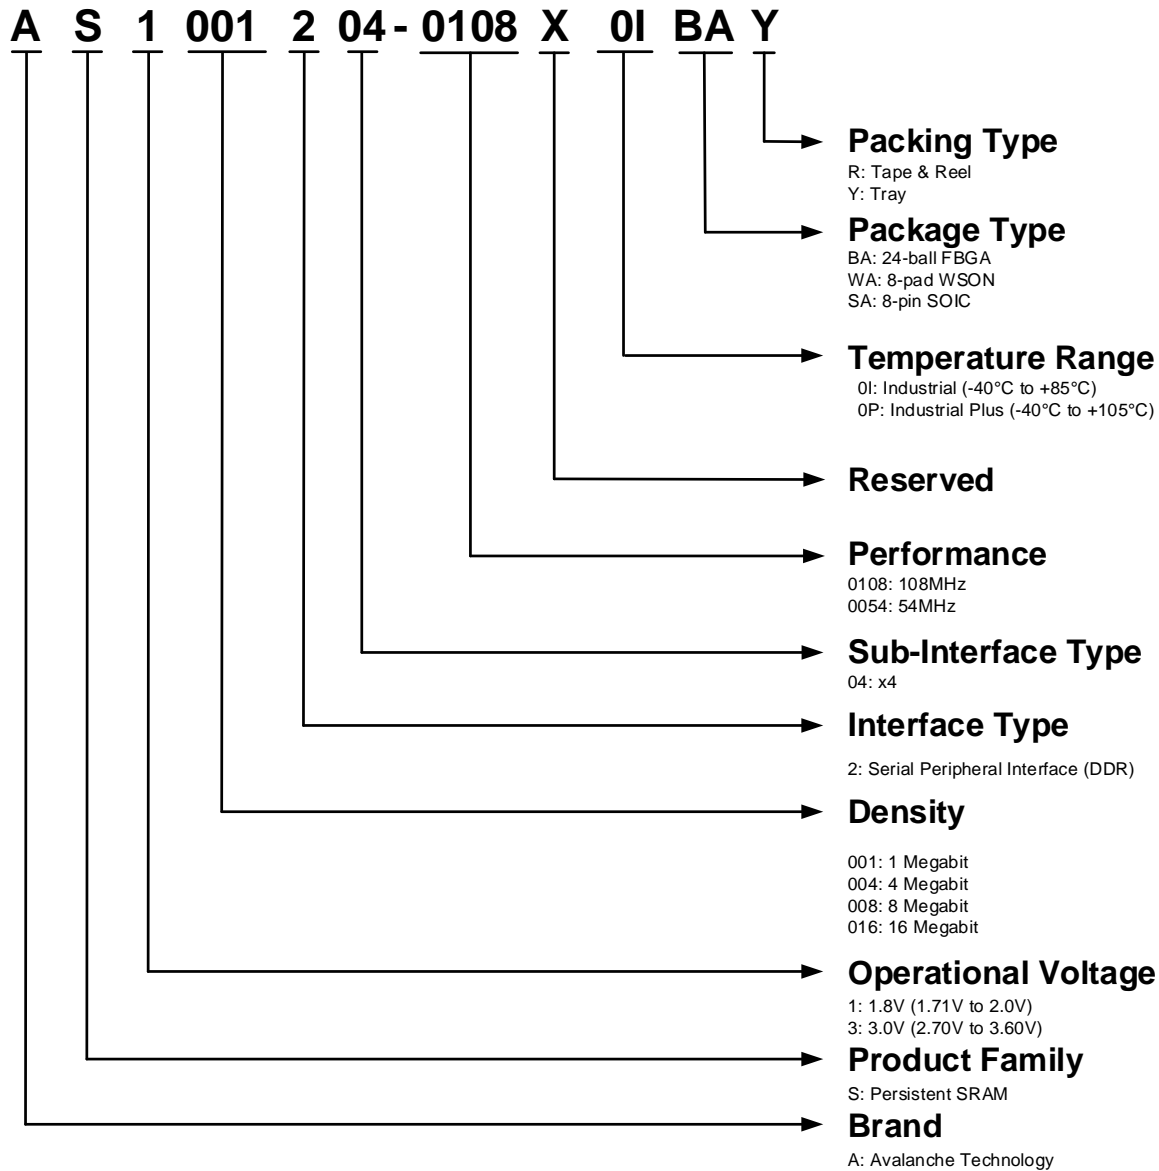 A S 1 001 2 04 - 0108 X 0I BA Y
Packing Type
R: Tape & Reel
Y: Tray
Package Type
BA: 24-ball FBGA
WA: 8-pad WSON
SA: 8-pin SOIC
Temperature Range
0I: Industrial (-40°C to +85°C)
0P: Industrial Plus (-40°C to +105°C)
Reserved
Performance
0108: 108MHz
0054: 54MHz
Sub-Interface Type
04: x4
Interface Type
2: Serial Peripheral Interface (DDR)
Density
001: 1 Megabit
004: 4 Megabit
008: 8 Megabit
016: 16 Megabit
Operational Voltage
1: 1.8V (1.71V to 2.0V)
3: 3.0V (2.70V to 3.60V)
Product Family
S: Persistent SRAM
Brand
A: Avalanche Technology